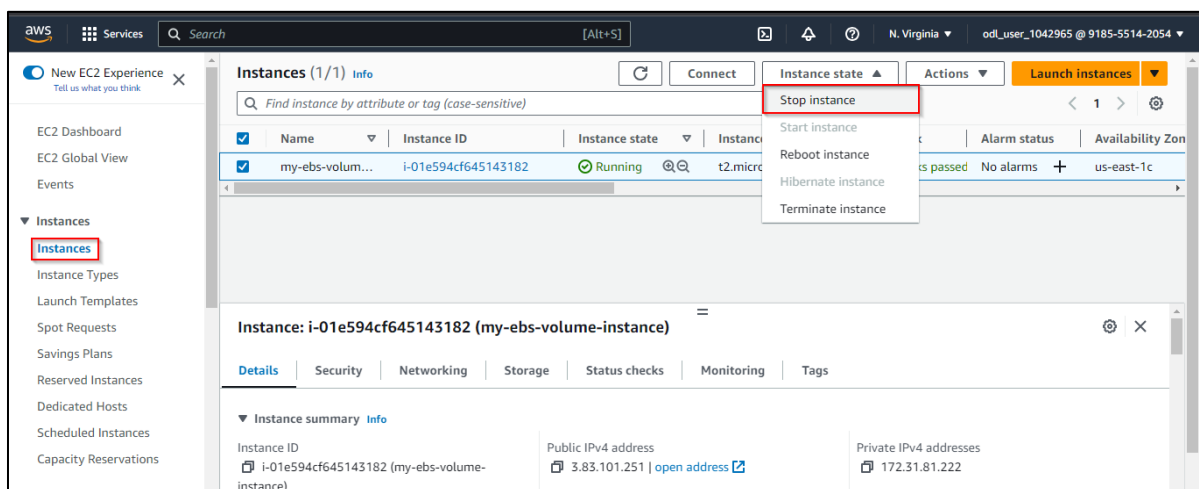 aws Services Search [Alt+S] N. Virginia ▼ odl_user_1042965 @ 9185-5514-2054 ▼
New EC2 Experience
Tell us what you think
EC2 Dashboard
EC2 Global View
Events
▼ Instances
Instances
Instance Types
Launch Templates
Spot Requests
Savings Plans
Reserved Instances
Dedicated Hosts
Scheduled Instances
Capacity Reservations
Instances (1/1) Info Connect Instance state ▲ Actions ▼ Launch instances ▼
Find instance by attribute or tag (case-sensitive) < 1 >
Stop instance
Start instance
Reboot instance
Hibernate instance
Terminate instance
Name Instance ID Instance state Instanc Alarm status Availability Zon
my-ebs-volum... i-01e594cf645143182 Running t2.micro ks passed No alarms + us-east-1c
Instance: i-01e594cf645143182 (my-ebs-volume-instance)
Details Security Networking Storage Status checks Monitoring Tags
▼ Instance summary Info
Instance ID Public IPv4 address Private IPv4 addresses
i-01e594cf645143182 (my-ebs-volume- 3.83.101.251 | open address 172.31.81.222
instance)